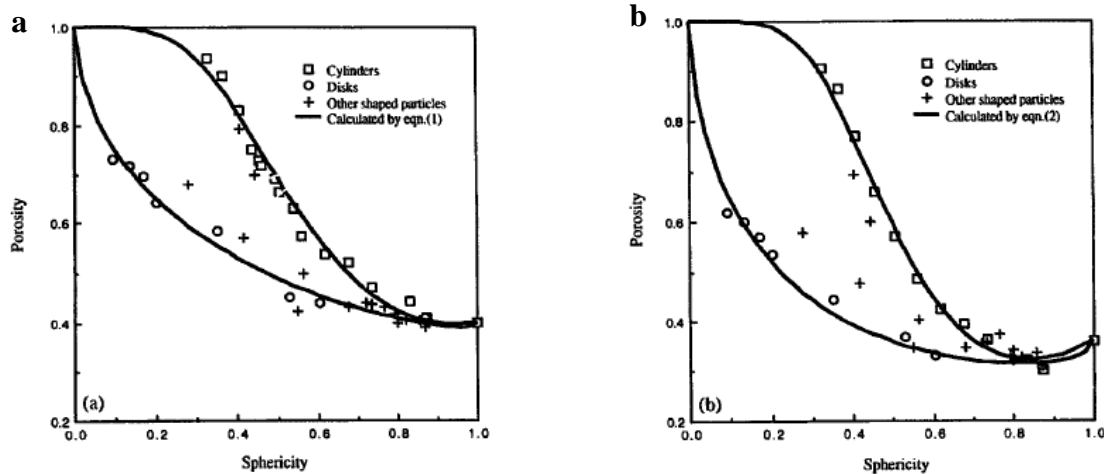 a
1.0
0.8
0.6
0.4
0.2
Porosity
Cylinders
Disks
Other shaped particles
Calculated by eqn.(1)
(a)
0.0
0.2
0.4
0.6
0.8
1.0
Sphericity
b
1.0
0.8
0.6
0.4
0.2
Porosity
Cylinders
Disks
Other shaped particles
Calculated by eqn.(2)
(b)
0.0
0.2
0.4
0.6
0.8
1.0
Sphericity